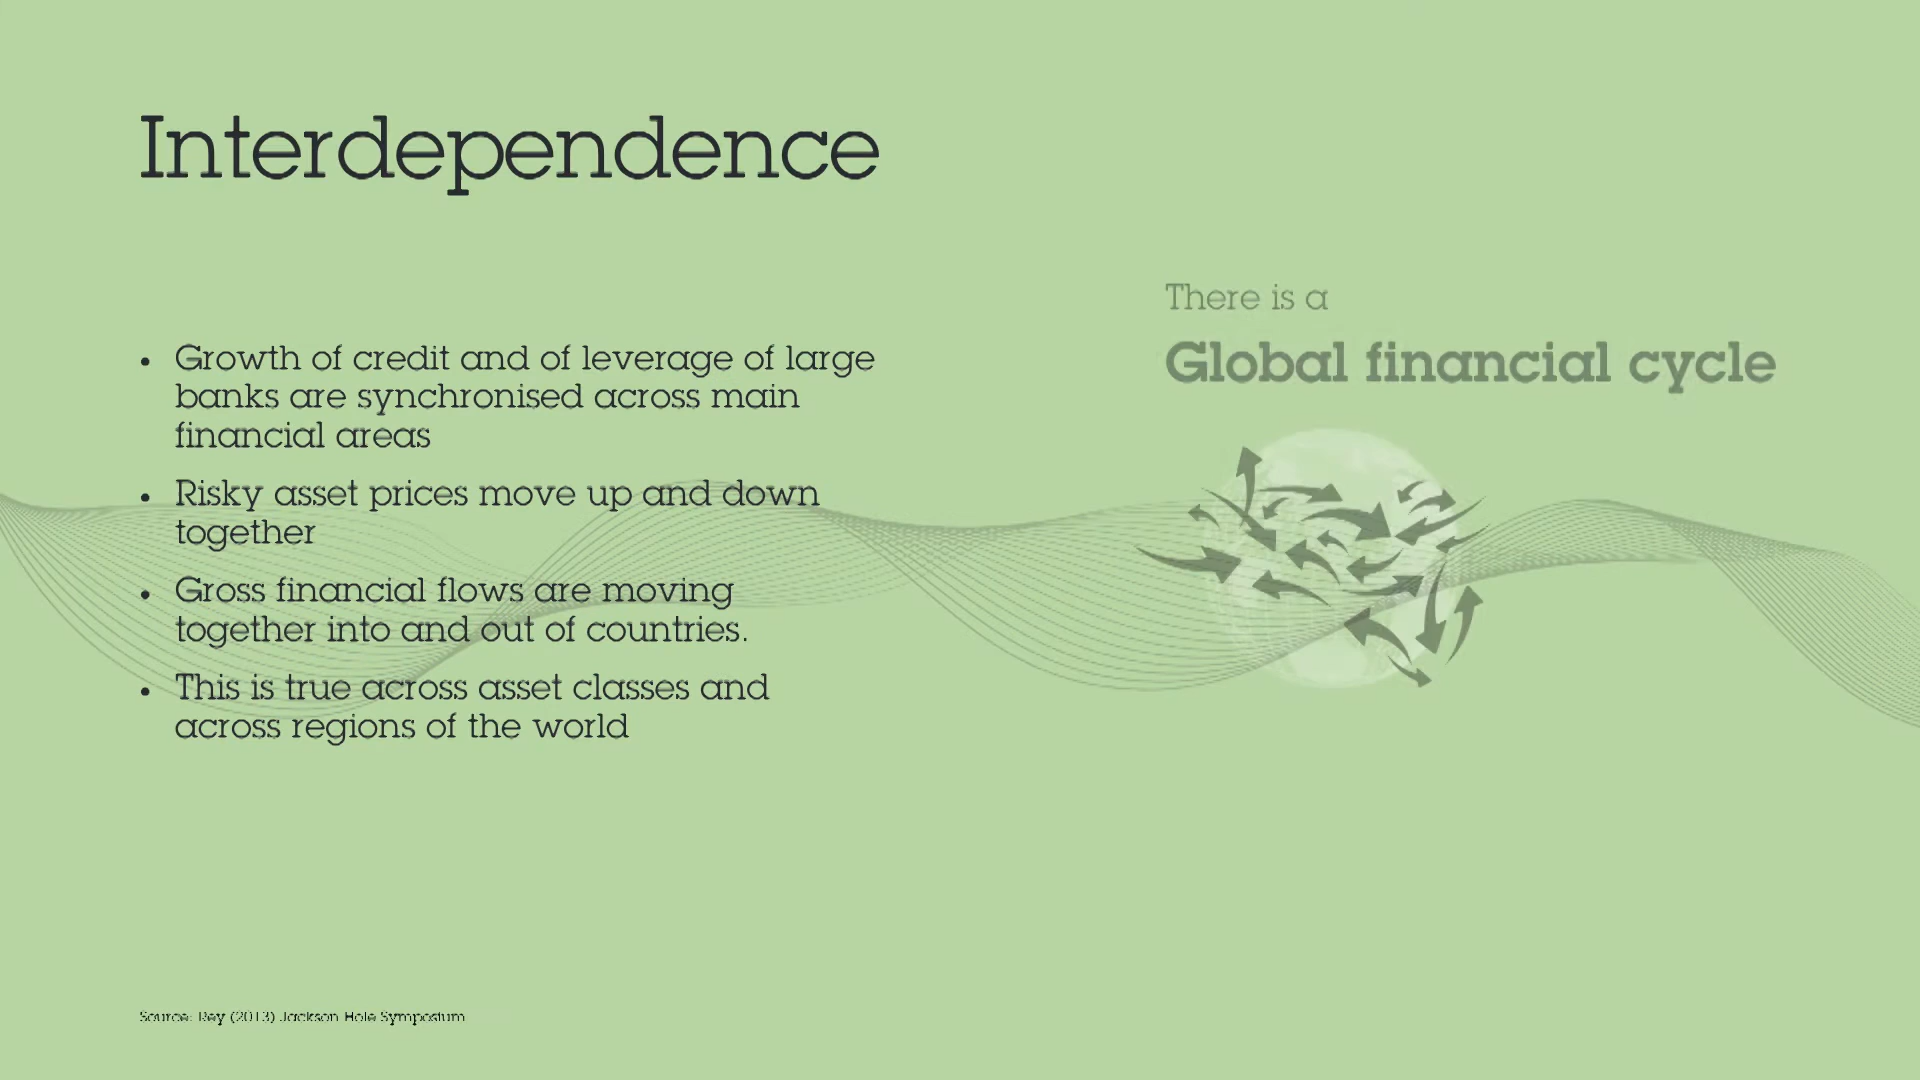 Interdependence
There is a
Global financial cycle
• Growth of credit and of leverage of large
banks are synchronised across main
financial areas
• Risky asset prices move up and down
together
• Gross financial flows are moving
together into and out of countries.
• This is true across asset classes and
across regions of the world
Source: Rey (2013) Jackson Hole Symposium